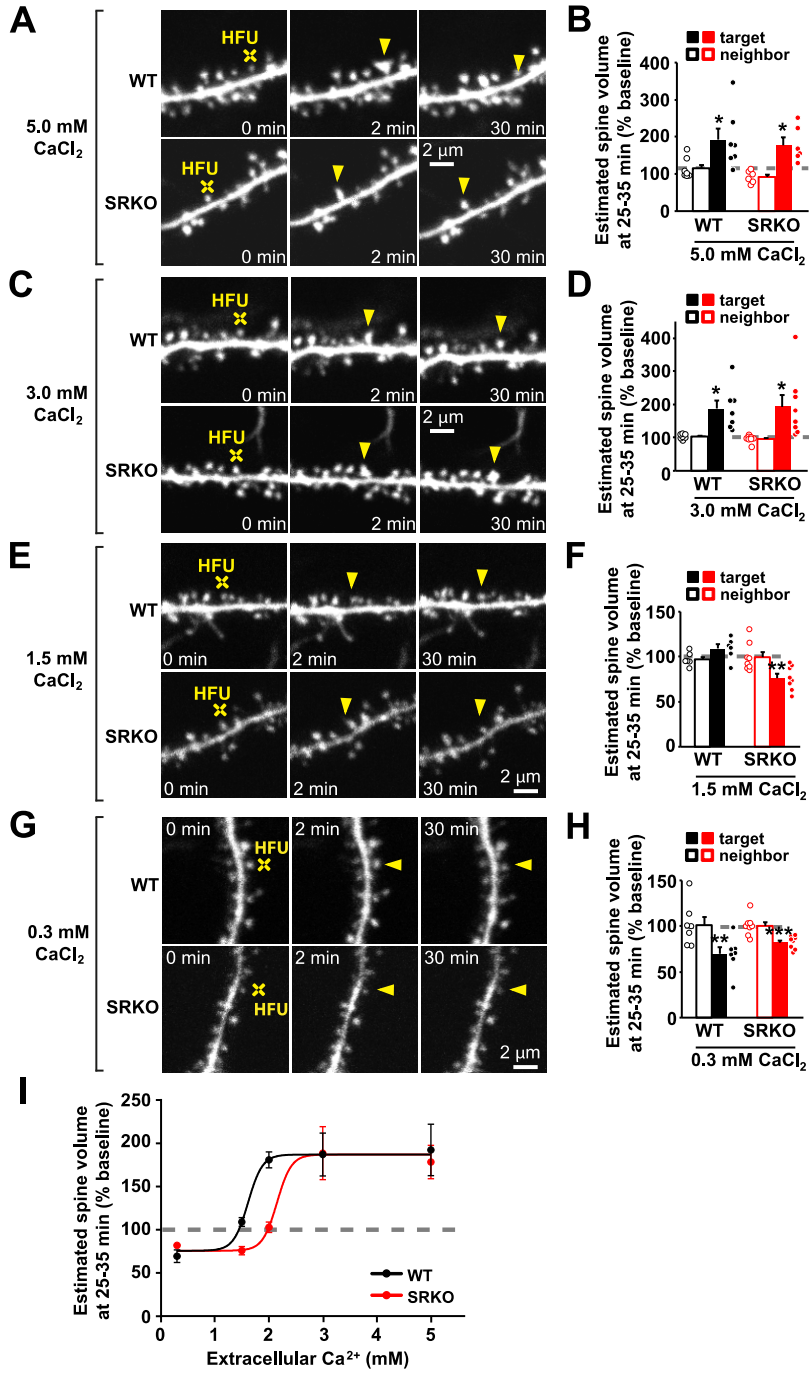 A
5.0 mM
CaCl₂
WT
HFU
0 min
2 min
30 min
SRKO
HFU
0 min
2 µm
2 min
30 min
B
Estimated spine volume
at 25-35 min (% baseline)
target
neighbor
400
300
200
100
0
*
*
WT
SRKO
5.0 mM CaCl₂
C
3.0 mM
CaCl₂
WT
HFU
0 min
2 min
30 min
SRKO
HFU
0 min
2 µm
2 min
30 min
D
Estimated spine volume
at 25-35 min (% baseline)
target
neighbor
400
300
200
100
0
*
*
WT
SRKO
3.0 mM CaCl₂
E
1.5 mM
CaCl₂
WT
HFU
0 min
2 min
30 min
SRKO
HFU
0 min
2 min
30 min
2 µm
F
Estimated spine volume
at 25-35 min (% baseline)
target
neighbor
150
100
50
0
**
WT
SRKO
1.5 mM CaCl₂
G
0.3 mM
CaCl₂
WT
0 min
HFU
2 min
30 min
SRKO
0 min
HFU
2 min
30 min
2 µm
H
Estimated spine volume
at 25-35 min (% baseline)
target
neighbor
150
100
50
0
**
***
WT
SRKO
0.3 mM CaCl₂
I
Estimated spine volume
at 25-35 min (% baseline)
250
200
150
100
50
0
WT
SRKO
0 1 2 3 4 5
Extracellular Ca²⁺ (mM)